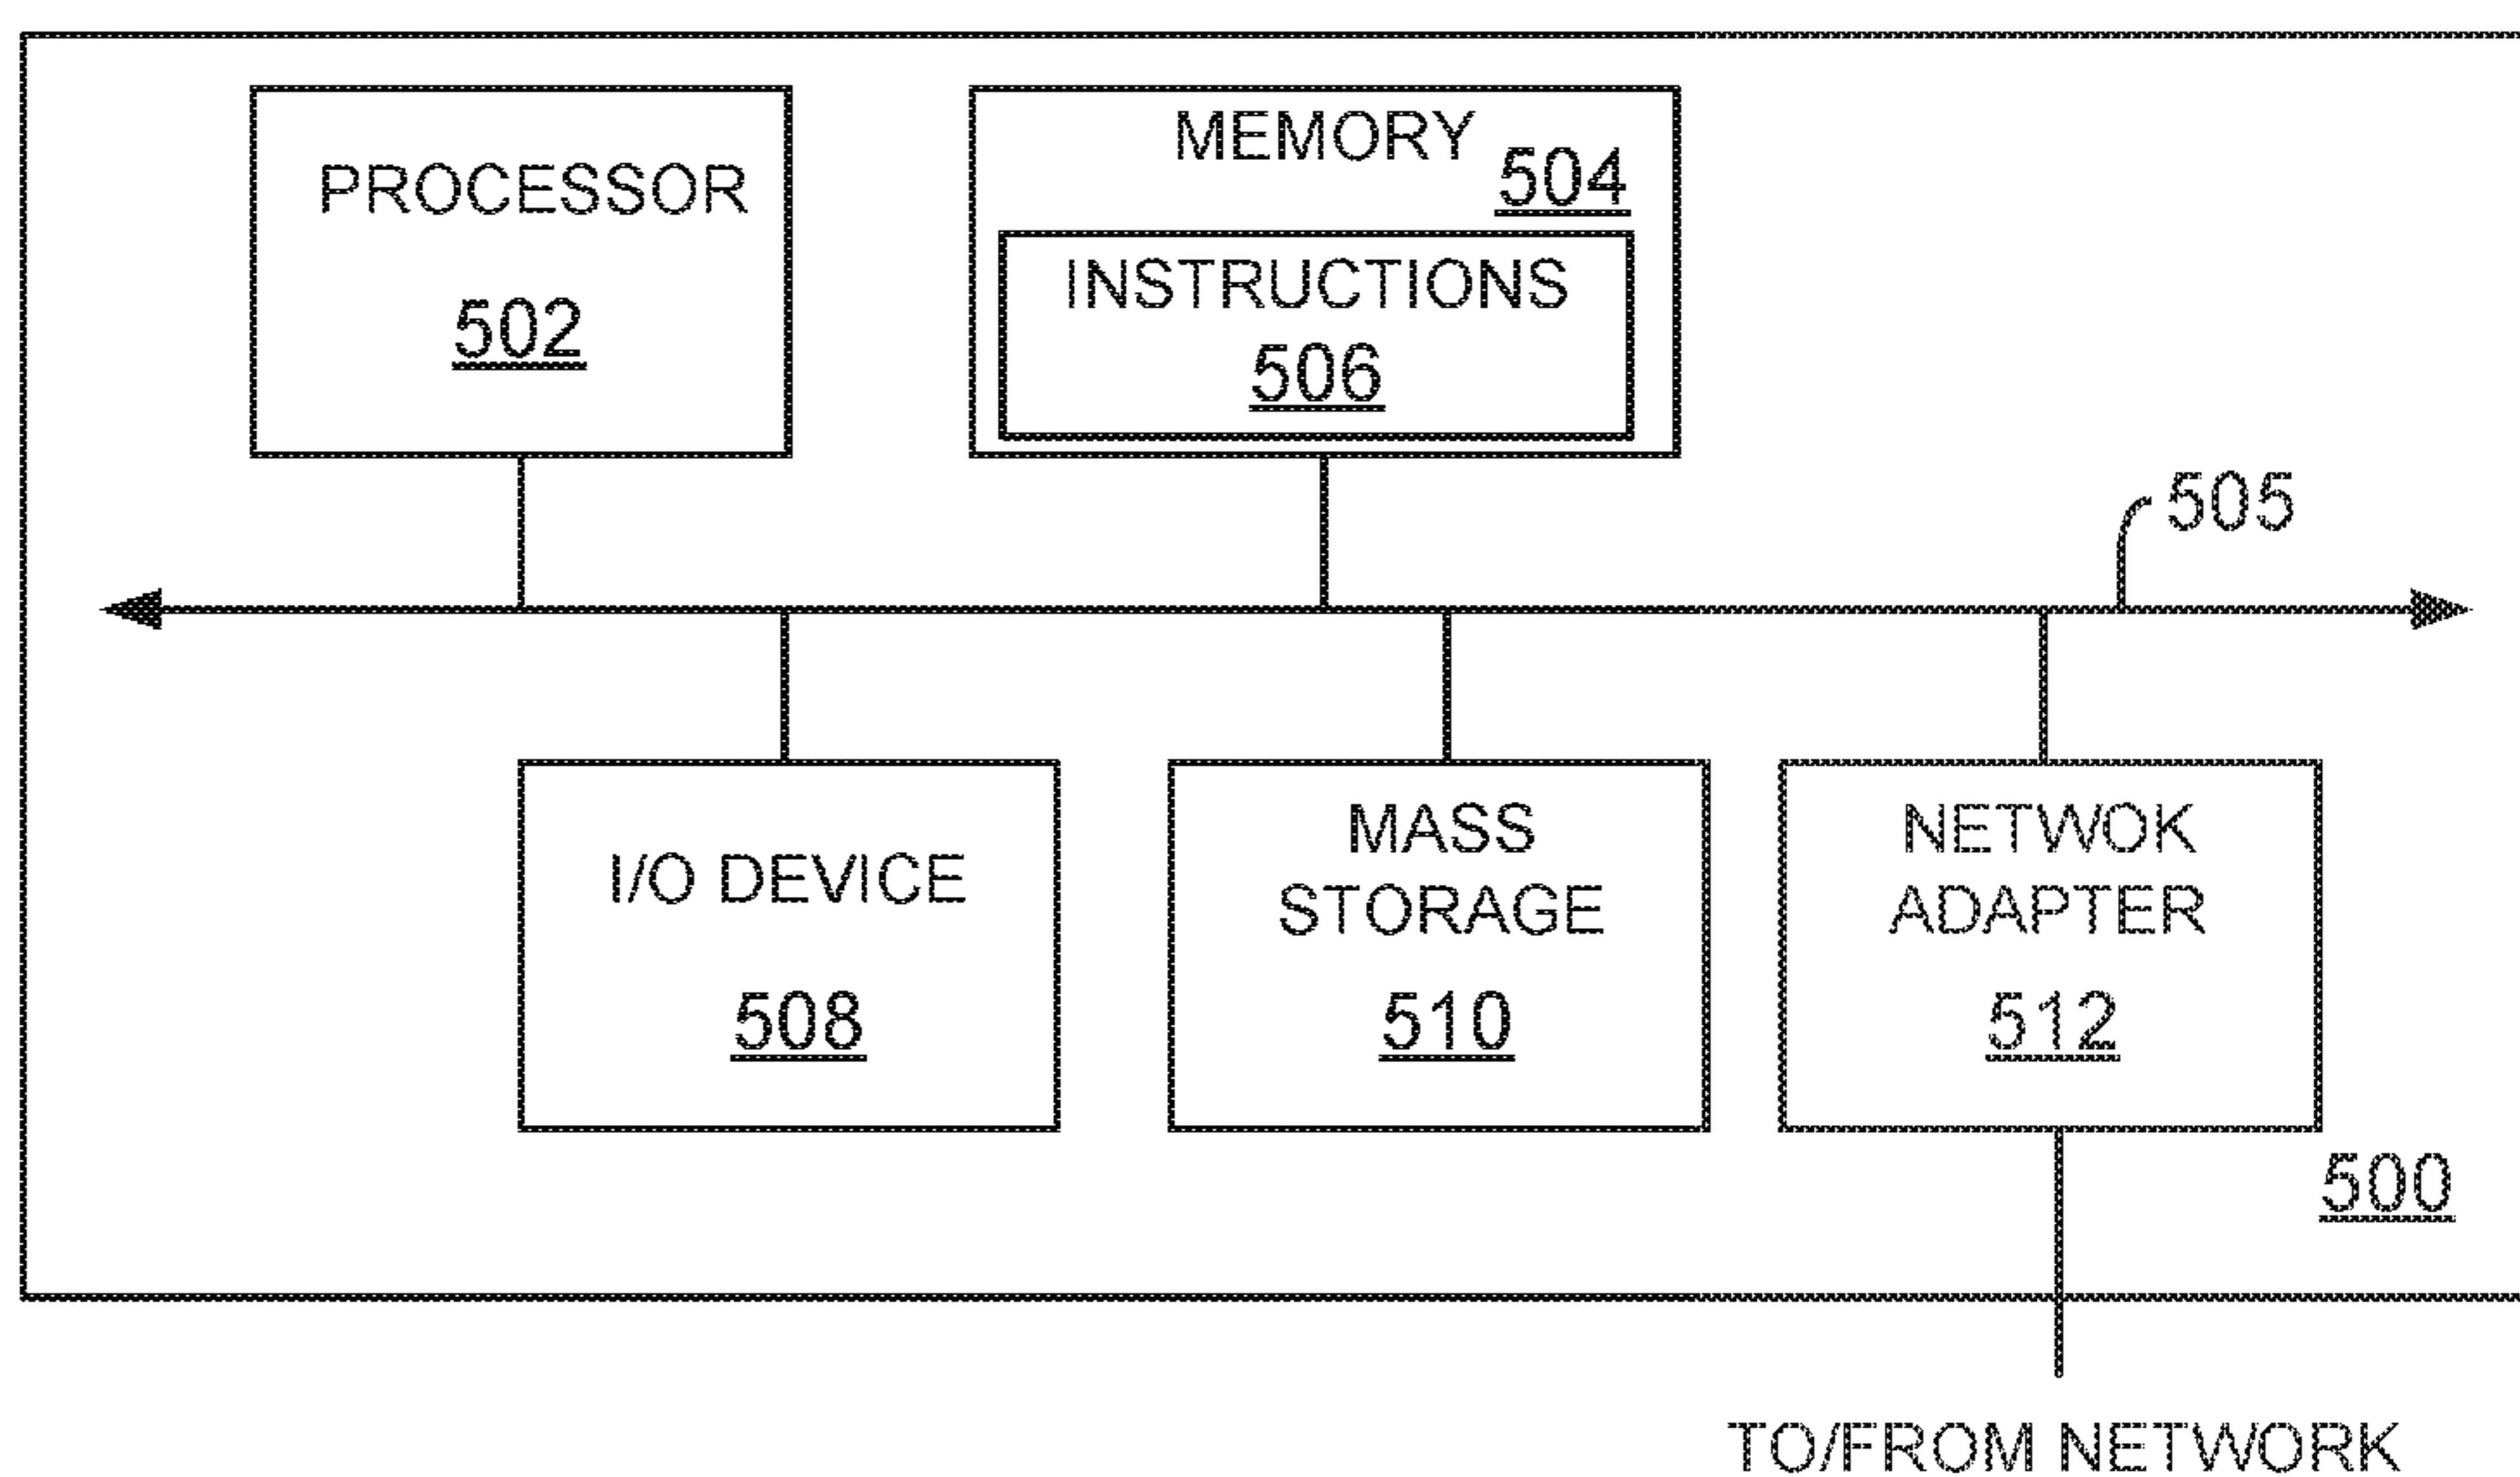 PROCESSOR
502
MEMORY
504
INSTRUCTIONS
506
505
I/O DEVICE
508
MASS
STORAGE
510
NETWOK
ADAPTER
512
500
TO/FROM NETWORK